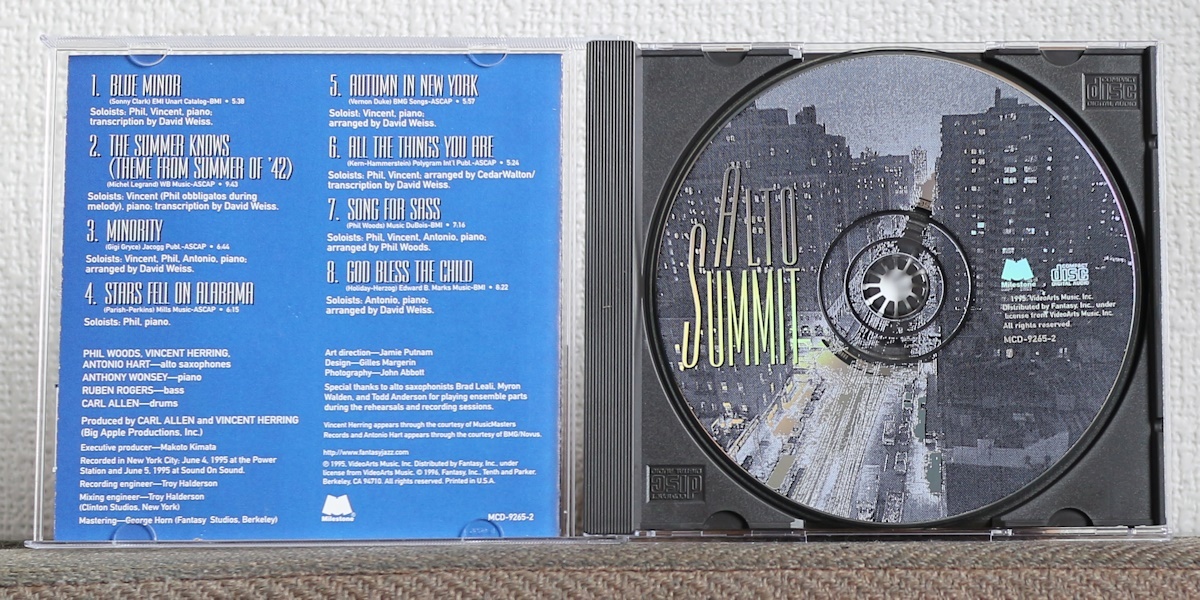 1. BLUE MINOR
(Sonny Clark) EMI Unart Catalog-BMI • 5:38
Soloists: Phil, Vincent, piano;
transcription by David Weiss.
2. THE SUMMER KNOWS
(THEME FROM SUMMER OF '42)
(Michel Legrand) WB Music-ASCAP • 9:43
Soloists: Vincent (Phil obbligatos during
melody), piano; transcription by David Weiss.
3. MINORITY
(Gigi Gryce) Jacogg Publ.-ASCAP • 6:44
Soloists: Vincent, Phil, Antonio, piano;
arranged by David Weiss.
4. STARS FELL ON ALABAMA
(Parish-Perkins) Mills Music-ASCAP • 6:15
Soloists: Phil, piano.
PHIL WOODS, VINCENT HERRING,
ANTONIO HART—alto saxophones
ANTHONY WONSEY—piano
RUBEN ROGERS—bass
CARL ALLEN—drums
Produced by CARL ALLEN and VINCENT HERRING
(Big Apple Productions, Inc.)
Executive producer—Makoto Kimata
Recorded in New York City; June 4, 1995 at the Power
Station and June 5, 1995 at Sound On Sound.
Recording engineer—Troy Halderson
Mixing engineer—Troy Halderson
(Clinton Studios, New York)
Mastering—George Horn (Fantasy Studios, Berkeley)
5. AUTUMN IN NEW YORK
(Vernon Duke) BMG Songs-ASCAP • 5:57
Soloist: Vincent, piano;
arranged by David Weiss.
6. ALL THE THINGS YOU ARE
(Kern-Hammerstein) Polygram Int'l Publ.-ASCAP • 5:24
Soloists: Phil, Vincent; arranged by CedarWalton/
transcription by David Weiss.
7. SONG FOR SASS
(Phil Woods) Music DuBois-BMI • 7:16
Soloists: Phil, Vincent, Antonio, piano;
arranged by Phil Woods.
8. GOD BLESS THE CHILD
(Holiday-Herzog) Edward B. Marks Music-BMI • 8:22
Soloists: Antonio, piano;
arranged by David Weiss.
Art direction—Jamie Putnam
Design—Gilles Margerin
Photography—John Abbott
Special thanks to alto saxophonists Brad Leali, Myron
Walden, and Todd Anderson for playing ensemble parts
during the rehearsals and recording sessions.
Vincent Herring appears through the courtesy of MusicMasters
Records and Antonio Hart appears through the courtesy of BMG/Novus.
http://www.fantasyjazz.com
℗ 1995, VideoArts Music, Inc. Distributed by Fantasy, Inc., under
license from VideoArts Music. © 1996, Fantasy, Inc., Tenth and Parker,
Berkeley, CA 94710. All rights reserved. Printed in U.S.A.
Milestone
MCD-9265-2
ALTO
SUMMIT
Milestone
COMPACT
disc
DIGITAL AUDIO
℗ 1995, VideoArts Music, Inc.
Distributed by Fantasy, Inc., under
license from VideoArts Music, Inc.
All rights reserved.
MCD-9265-2
COMPACT
disc
DIGITAL AUDIO